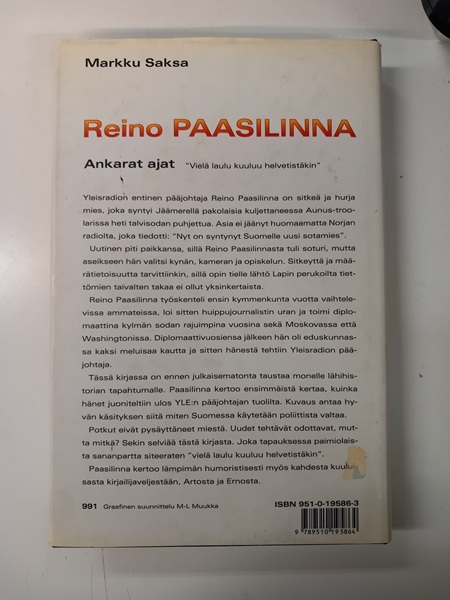 Markku Saksa
Reino PAASILINNA
Ankarat ajat "Vielä laulu kuuluu helvetistäkin"
Yleisradion entinen pääjohtaja Reino Paasilinna on sitkeä ja hurja
mies, joka syntyi Jäämerellä pakolaisia kuljettaneessa Aunus-troo-
larissa heti talvisodan puhjettua. Asia ei jäänyt huomaamatta Norjan
radiolta, joka tiedotti: "Nyt on syntynyt Suomelle uusi sotamies".
Uutinen piti paikkansa, sillä Reino Paasilinnasta tuli soturi, mutta
aseikseen hän valitsi kynän, kameran ja opiskelun. Sitkeyttä ja mää-
rätietoisuutta tarvittiinkin, sillä opin tielle lähtö Lapin perukoilta tiet-
tömien taivalten takaa ei ollut yksinkertaista.
Reino Paasilinna työskenteli ensin kymmenkunta vuotta vaihtele-
vissa ammateissa, loi sitten huippujournalistin uran ja toimi diplo-
maattina kylmän sodan rajuimpina vuosina sekä Moskovassa että
Washingtonissa. Diplomaattivuosiensa jälkeen hän oli eduskunnas-
sa kaksi meluisaa kautta ja sitten hänestä tehtiin Yleisradion pää-
johtaja.
Tässä kirjassa on ennen julkaisematonta taustaa monelle lähihis-
torian tapahtumalle. Paasilinna kertoo ensimmäistä kertaa, kuinka
hänet juoniteltiin ulos YLE:n pääjohtajan tuolilta. Kuvaus antaa hy-
vän käsityksen siitä miten Suomessa käytetään poliittista valtaa.
Potkut eivät pysäyttäneet miestä. Uudet tehtävät odottavat, mut-
ta mitkä? Sekin selviää tästä kirjasta. Joka tapauksessa paimiolais-
ta sananpartta siteeraten "vielä laulu kuuluu helvetistäkin".
Paasilinna kertoo lämpimän humoristisesti myös kahdesta kuulu-
sasta kirjailijaveljestään, Artosta ja Ernosta.
991 Graafinen suunnittelu M-L Muukka
ISBN 951-0-19586-3
9 789510 195864